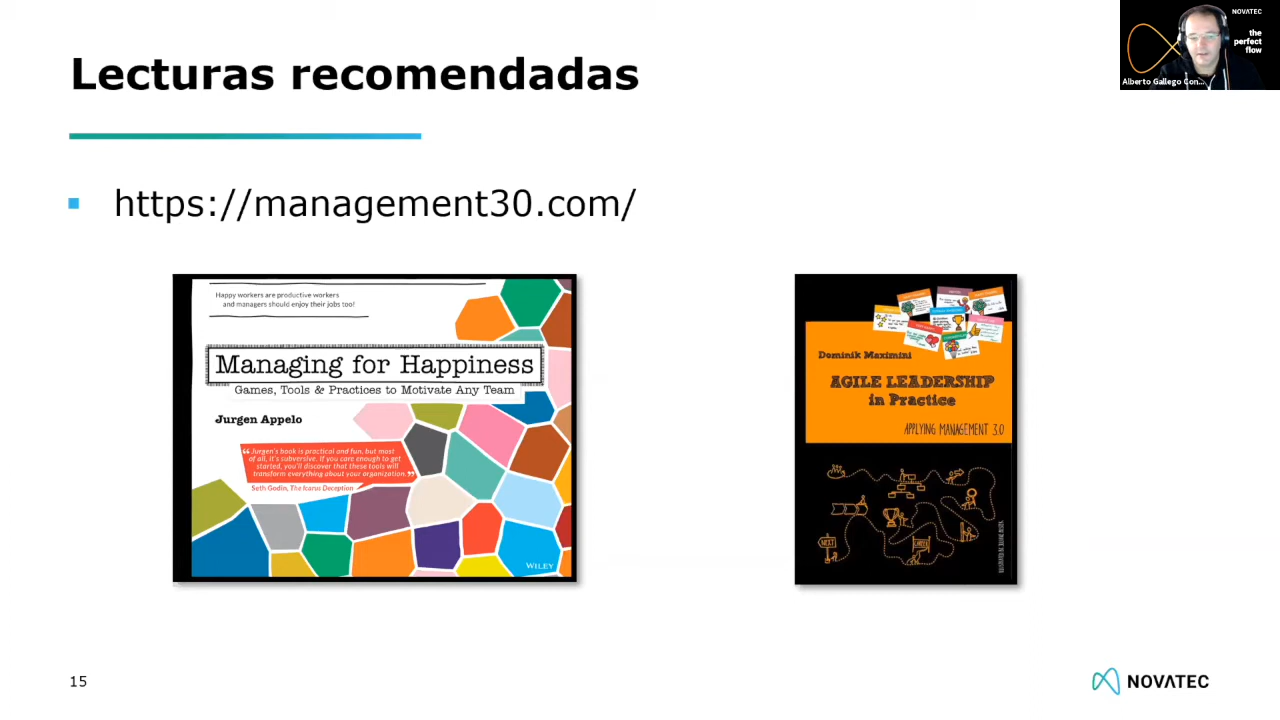 Lecturas recomendadas
NOVATEC
the
perfect
flow
Alberto Gallego Con...
https://management30.com/
Happy workers are productive workers
and managers should enjoy their jobs too!
Managing for Happiness
Games, Tools & Practices to Motivate Any Team
Jurgen Appelo
“Jurgen's book is practical and fun, but most
of all, it's subversive. If you care enough to get
started, you'll discover that these tools will
transform everything about your organization.”
Seth Godin, The Icarus Deception
WILEY
Dominik Maximini
AGILE LEADERSHIP
in Practice
APPLYING MANAGEMENT 3.0
NEXT
CAREER
15
NOVATEC